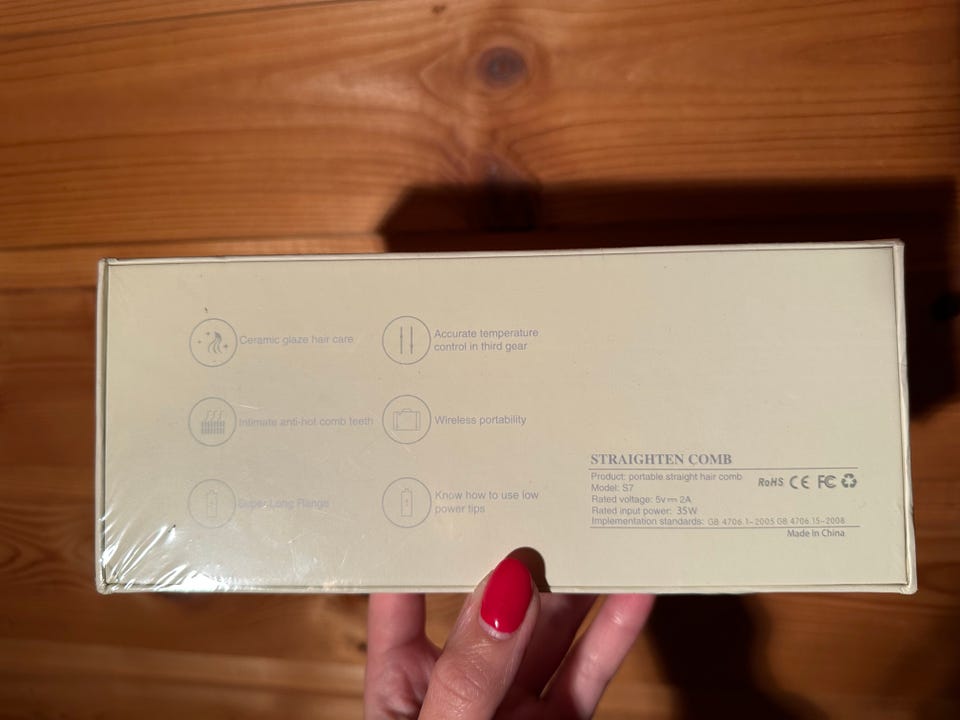 Ceramic glaze hair care
Accurate temperature
control in third gear
Intimate anti-hot comb teeth
Wireless portability
Super Long Range
Know how to use low
power tips
STRAIGHTEN COMB
Product: portable straight hair comb
Model: S7
Rated voltage: 5v⎓2A
Rated input power: 35W
Implementation standards: GB 4706.1-2005 GB 4706.15-2008
RoHS CE FC
Made in China